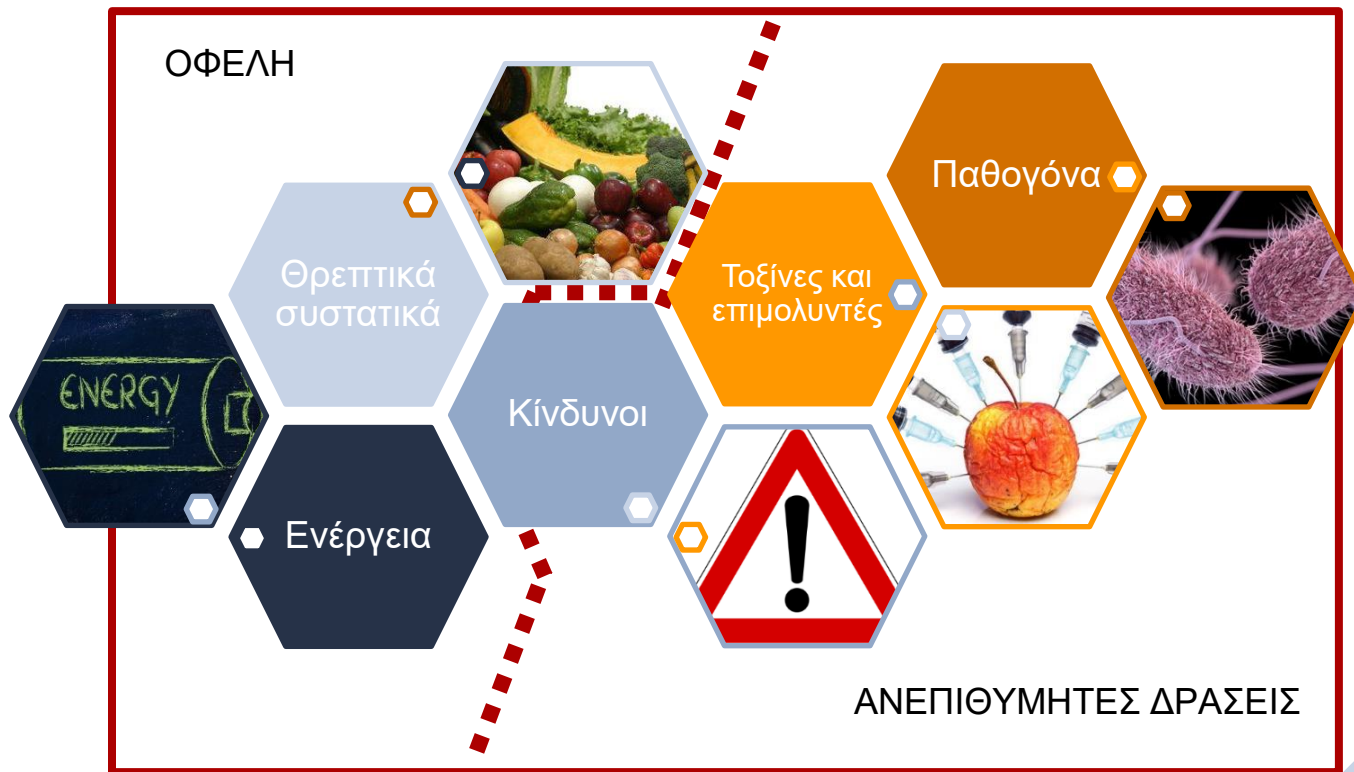 ΟΦΕΛΗ
Θρεπτικά
συστατικά
ENERGY
Ενέργεια
Κίνδυνοι
Τοξίνες και
επιμολυντές
Παθογόνα
ΑΝΕΠΙΘΥΜΗΤΕΣ ΔΡΑΣΕΙΣ